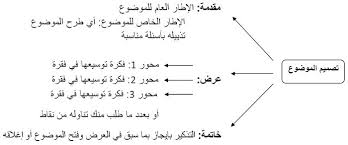 مقدمة: الإطار العام للموضوع
الإطار الخاص للموضوع: أي طرح الموضوع
تذييله بأسئلة مناسبة
تصميم الموضوع
عرض:
محور 1: فكرة توسيعها في فقرة
محور 2: فكرة توسيعها في فقرة
محور 3: فكرة توسيعها في فقرة
أو بعدد ما طلب منك تناوله من نقاط
خاتمة: التذكير بإيجاز بما سبق في العرض وفتح الموضوع أو إغلاقه